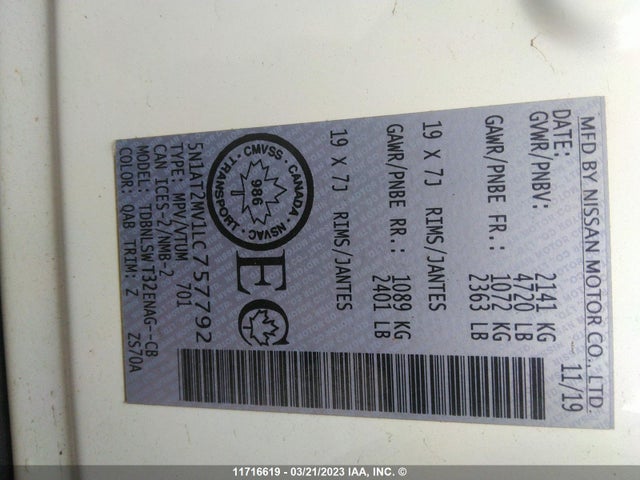 MFD BY NISSAN MOTOR CO., LTD.
DATE: 11/19
GVWR/PNBV: 2141 KG
4720 LB
GAWR/PNBE FR.: 1072 KG
2363 LB
19 X 7J RIMS/JANTES
GAWR/PNBE RR.: 1089 KG
2401 LB
19 X 7J RIMS/JANTES
CMVSS · CANADA · NSVAC · TRANSPORT
986
EC
5N1AT2MV1LC757792
TYPE: MPV/VTUM 701
CAN ICES-2/NMB-2
MODEL: TDBNLSWT32ENAG--CB
COLOR: QAB TRIM: Z ZS70A
11716619 - 03/21/2023 IAA, INC. ©